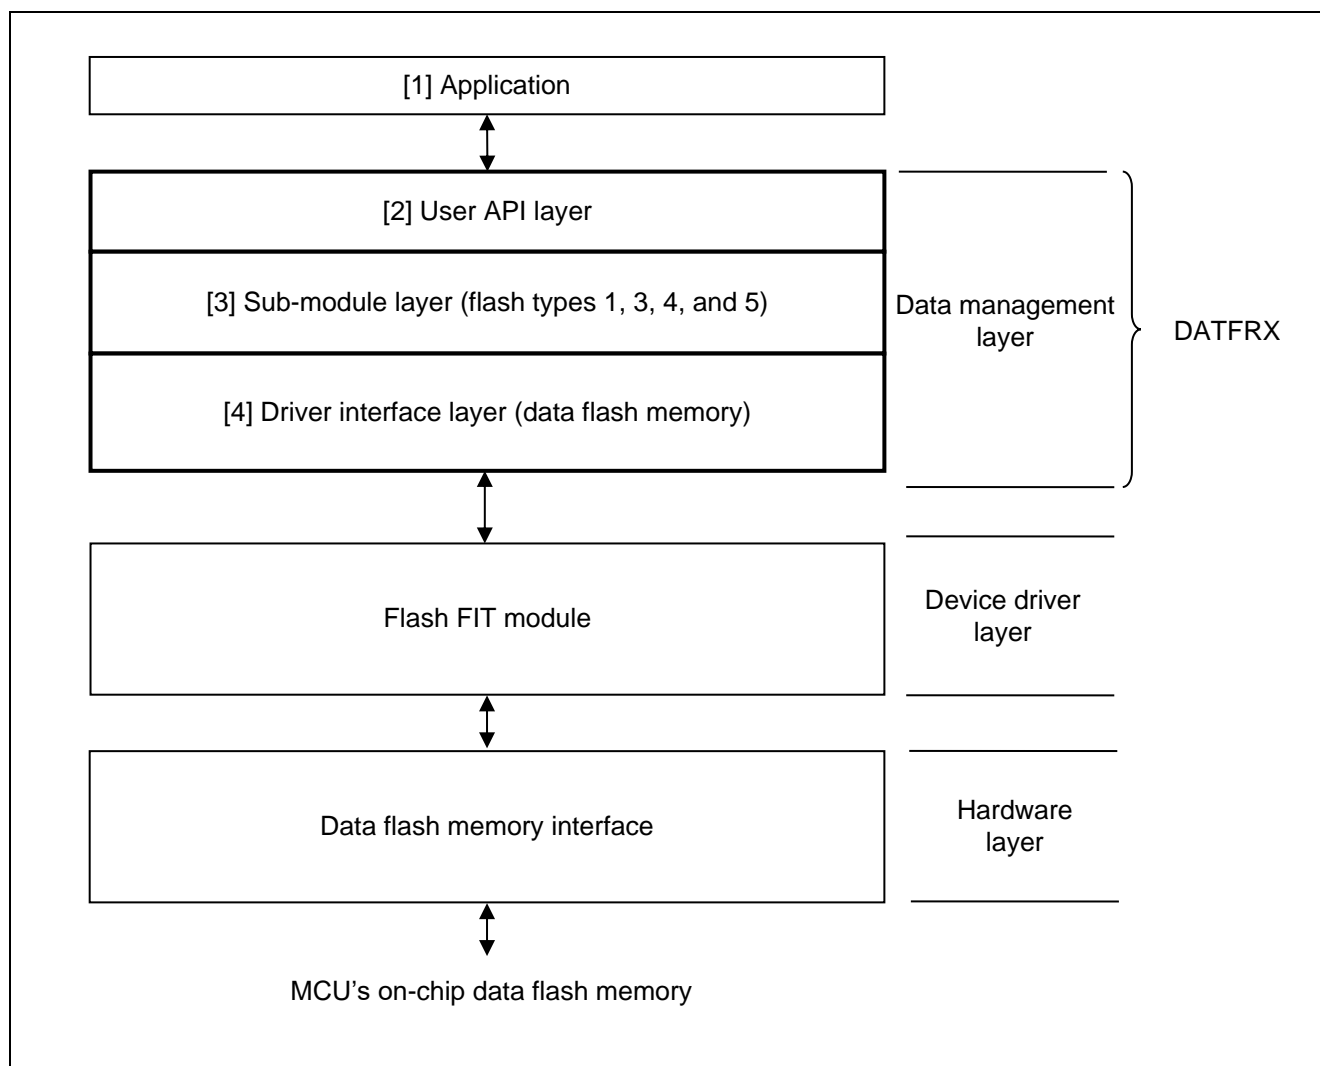 [1] Application
[2] User API layer
[3] Sub-module layer (flash types 1, 3, 4, and 5)
[4] Driver interface layer (data flash memory)
Data management
layer
DATFRX
Flash FIT module
Device driver
layer
Data flash memory interface
Hardware
layer
MCU’s on-chip data flash memory